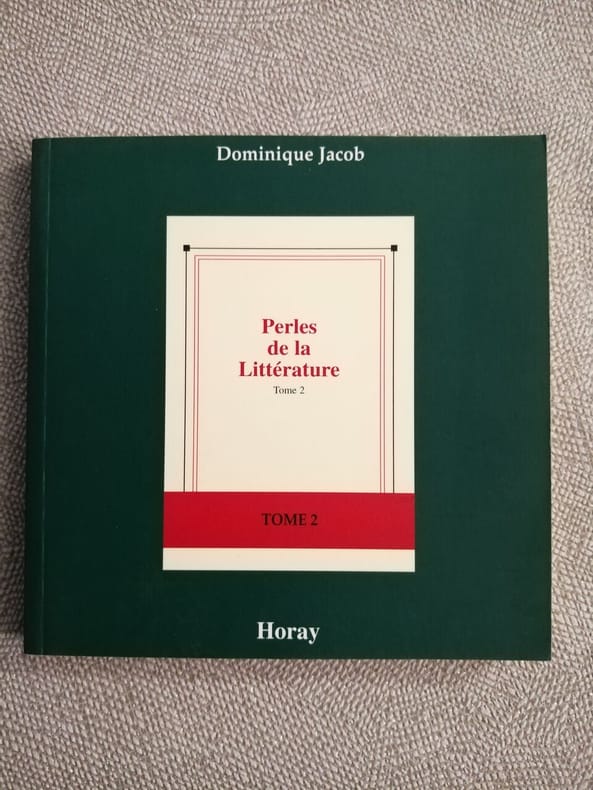 Dominique Jacob
Perles
de la
Littérature
Tome 2
TOME 2
Horay